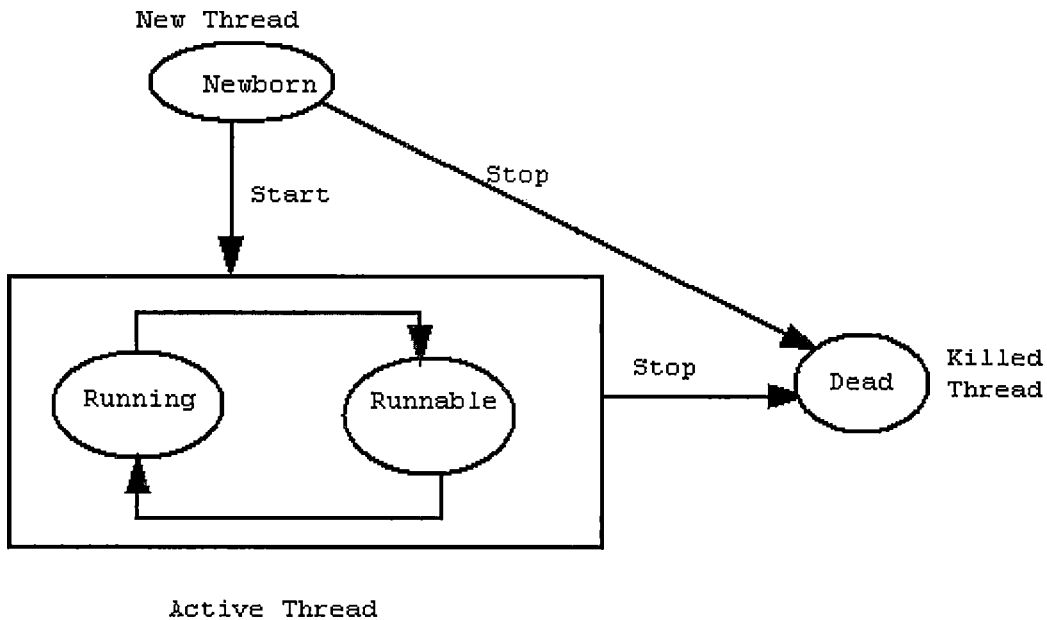 New Thread
Newborn
Stop
Start
Stop
Killed
Thread
Dead
Running
Runnable
Active Thread